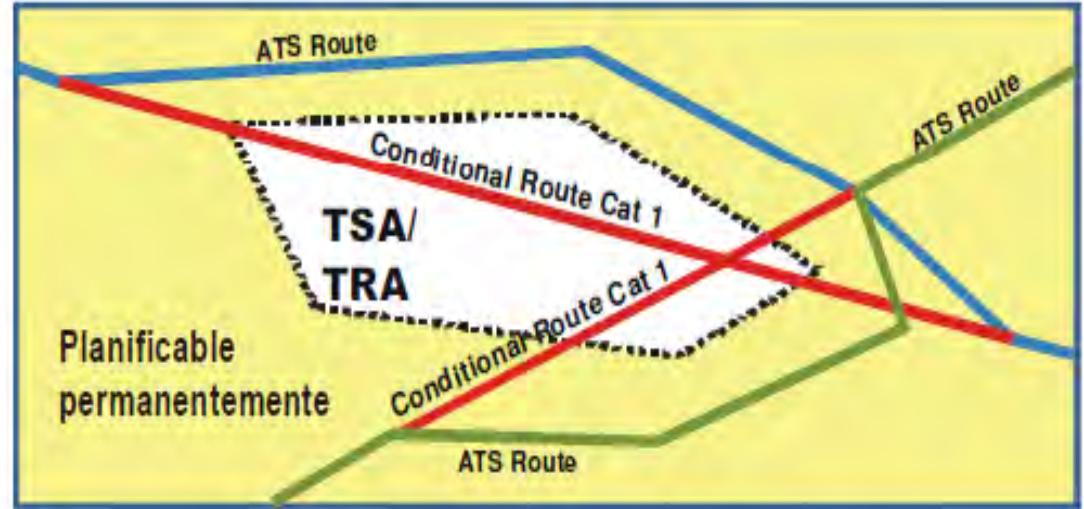 ATS Route
ATS Route
Conditional Route Cat 1
TSA/
TRA
Conditional Route Cat 1
Planificable
permanentemente
ATS Route